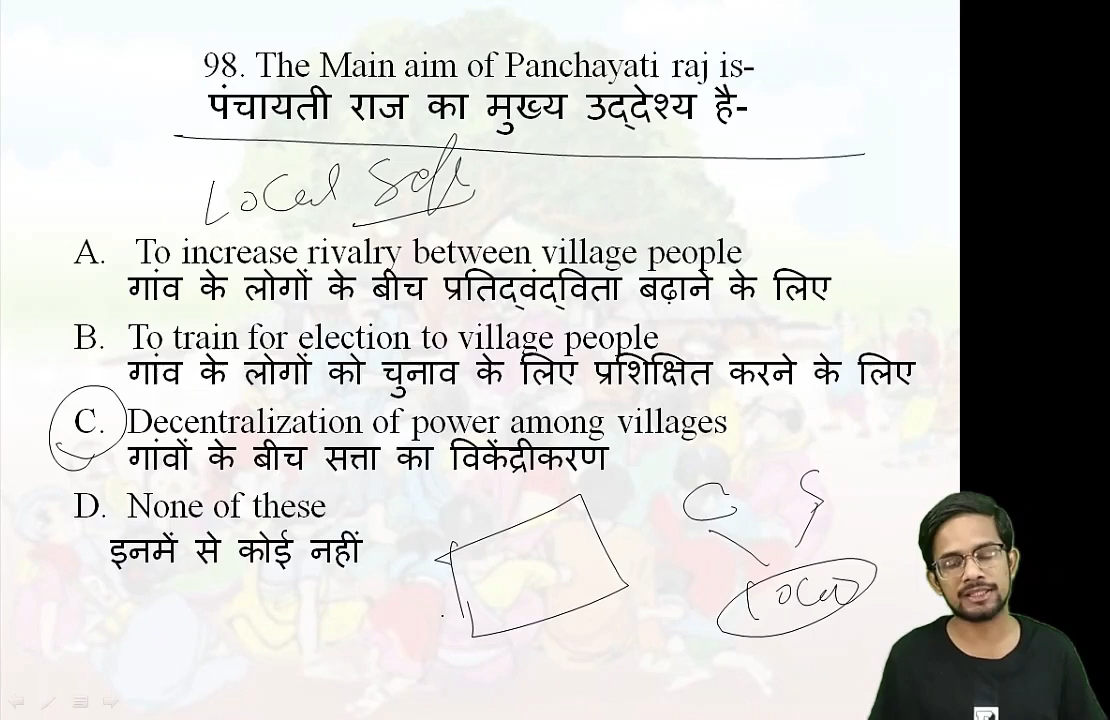 98. The Main aim of Panchayati raj is-
पंचायती राज का मुख्य उद्देश्य है-
Local Self
A. To increase rivalry between village people
गांव के लोगों के बीच प्रतिद्वंद्विता बढ़ाने के लिए
B. To train for election to village people
गांव के लोगों को चुनाव के लिए प्रशिक्षित करने के लिए
C. Decentralization of power among villages
गांवों के बीच सत्ता का विकेंद्रीकरण
D. None of these
इनमें से कोई नहीं
C S
Local